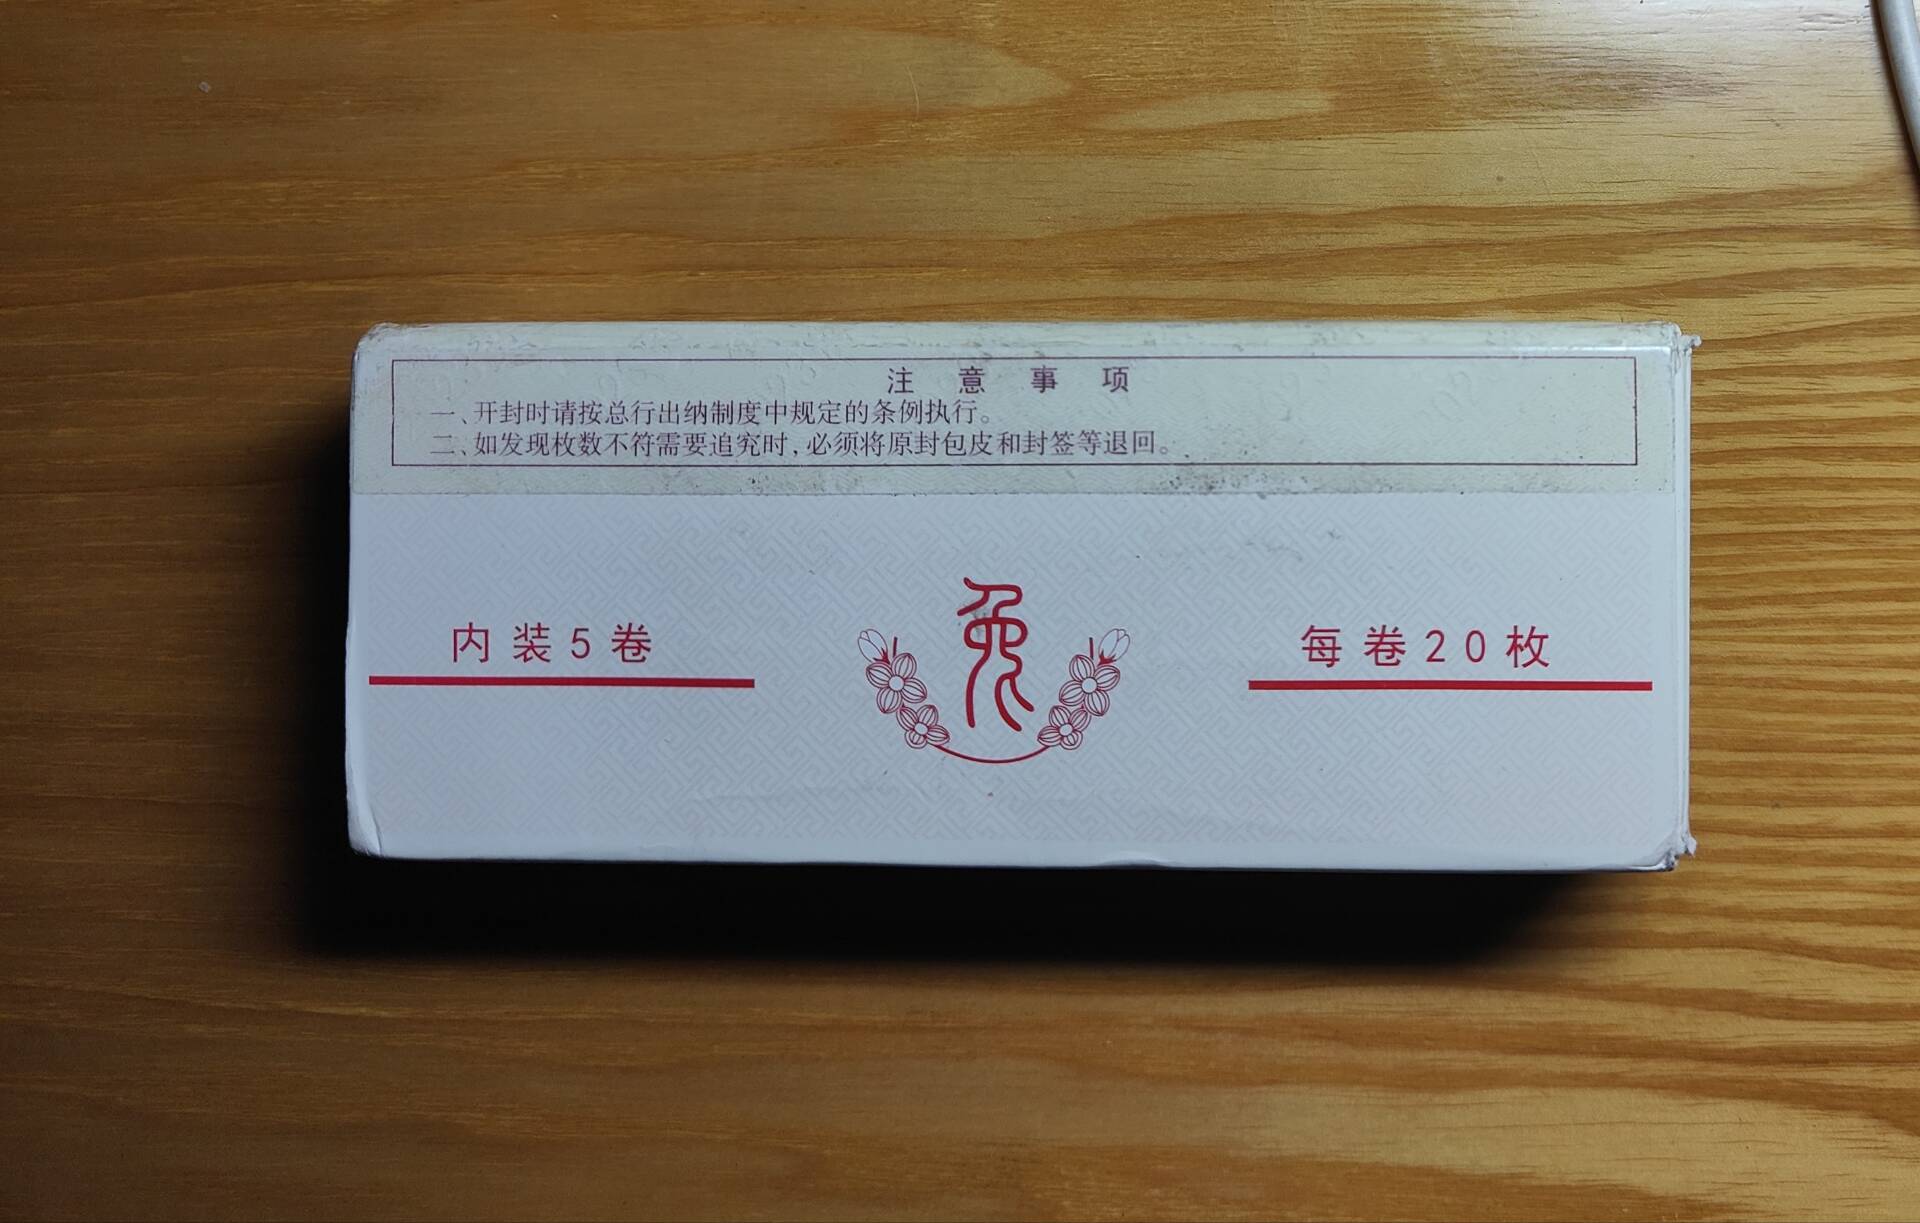 注意事项
一、开封时请按总行出纳制度中规定的条例执行。
二、如发现枚数不符需要追究时，必须将原封包皮和封签等退回。
兔
内装5卷
每卷20枚